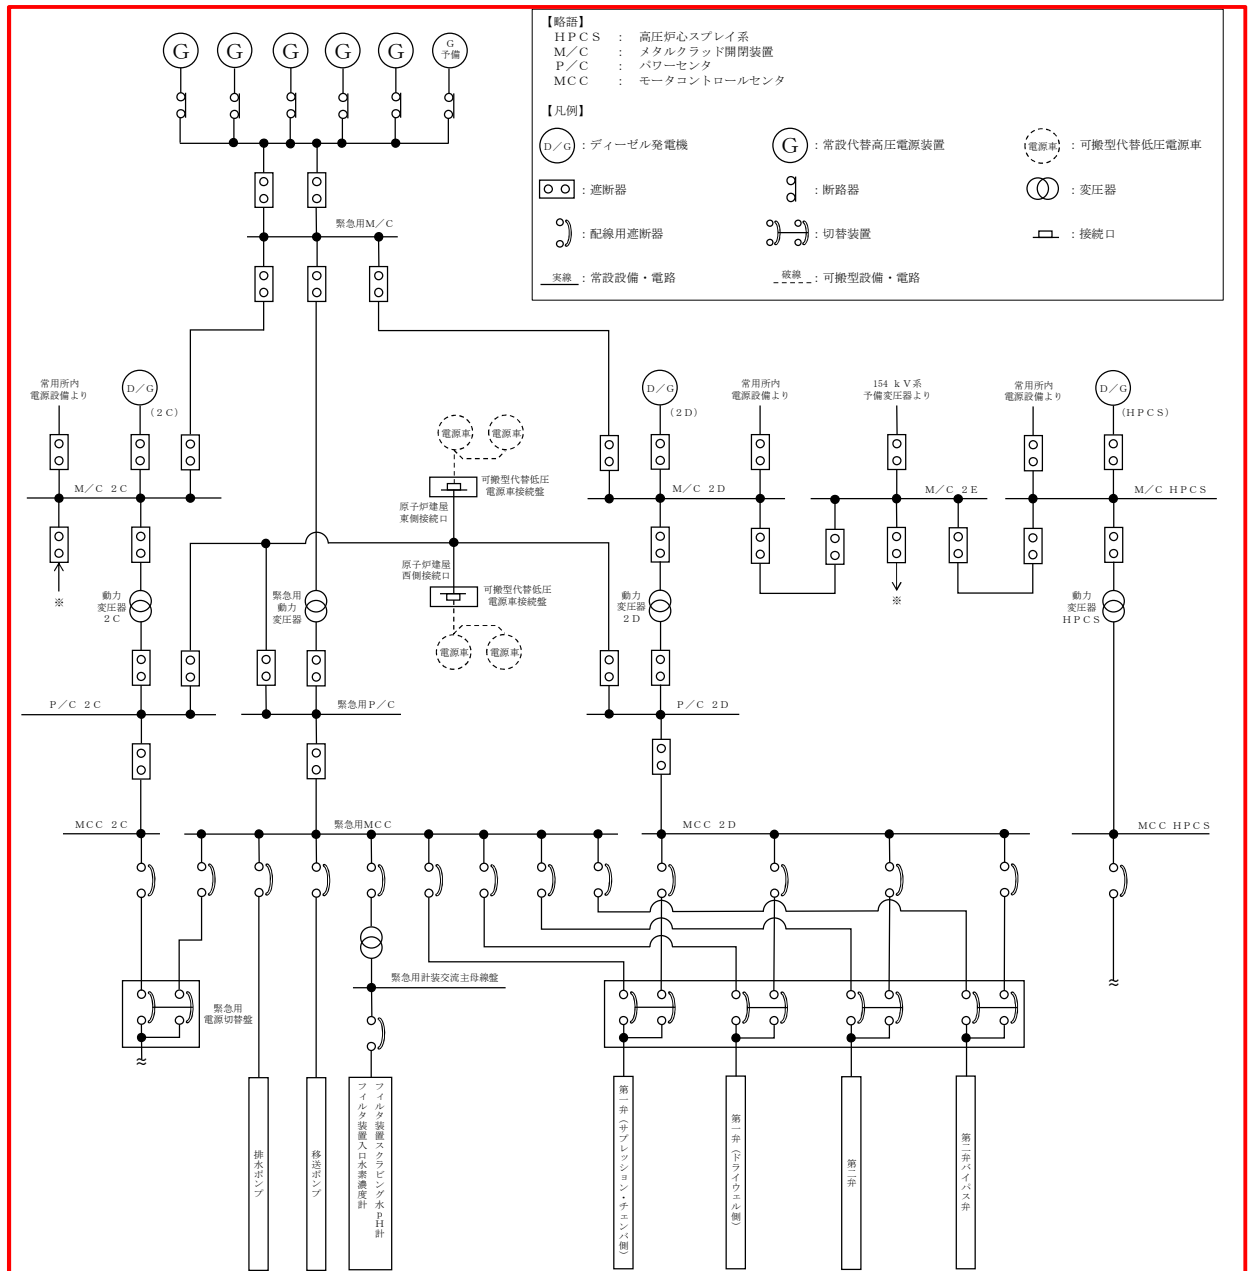 【略語】
HPCS : 高圧炉心スプレイ系
M/C : メタルクラッド開閉装置
P/C : パワーセンタ
MCC : モータコントロールセンタ
【凡例】
D/G :ディーゼル発電機
G :常設代替高圧電源装置
電源車 :可搬型代替低圧電源車
:遮断器
:断路器
:変圧器
:配線用遮断器
:切替装置
:接続口
実線 :常設設備・電路
破線 :可搬型設備・電路
G
G
G
G
G
G
予備
緊急用M/C
常用所内
電源設備より
D/G
(2C)
D/G
(2D)
常用所内
電源設備より
154 kV系
予備変圧器より
常用所内
電源設備より
D/G
(HPCS)
電源車
電源車
可搬型代替低圧
電源車接続盤
原子炉建屋
東側接続口
M/C 2C
M/C 2D
M/C 2E
M/C HPCS
原子炉建屋
西側接続口
可搬型代替低圧
電源車接続盤
電源車
電源車
※
動力
変圧器
2C
緊急用
動力
変圧器
動力
変圧器
2D
※
動力
変圧器
HPCS
P/C 2C
緊急用P/C
P/C 2D
MCC 2C
緊急用MCC
MCC 2D
MCC HPCS
緊急用計装交流主母線盤
緊急用
電源切替盤
排水ポンプ
移送ポンプ
フィルタ装置スクラビング水pH計
フィルタ装置入口水素濃度計
第一弁(サプレッション・チェンバ側)
第一弁(ドライウェル側)
第二弁
第二弁バイパス弁